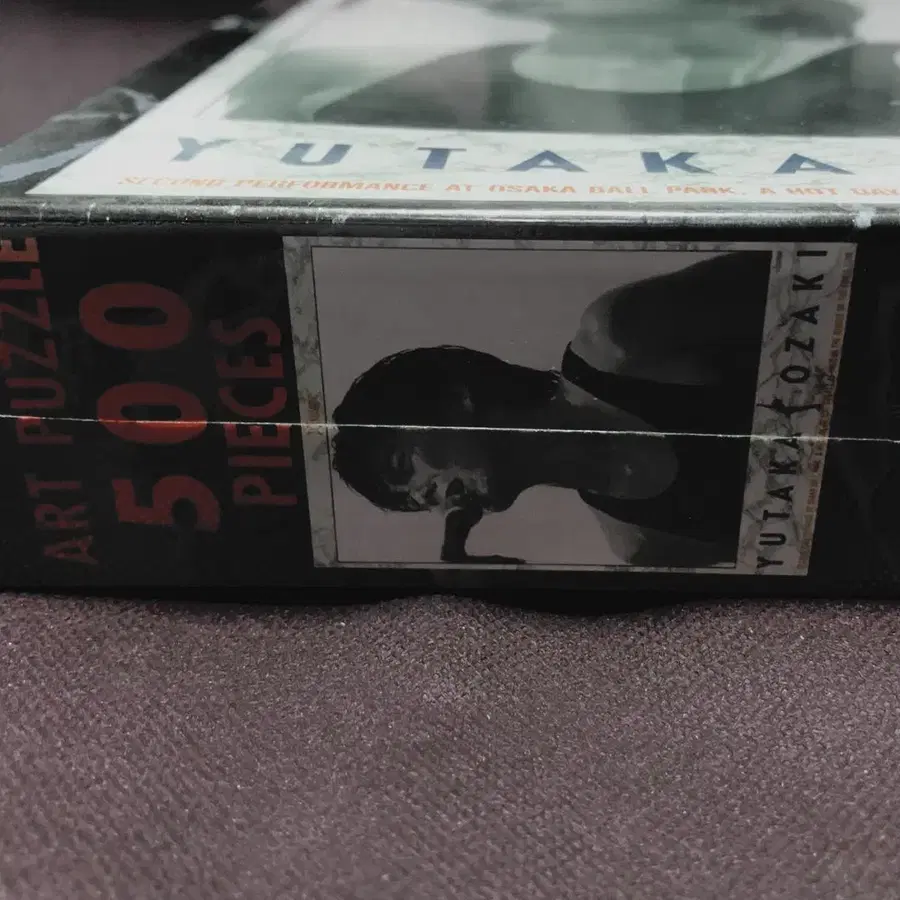 YUTAKA
SECOND PERFORMANCE AT OSAKA BALL PARK, A HOT DAY
ART PUZZLE
500
PIECES
YUTAKA OZAKI